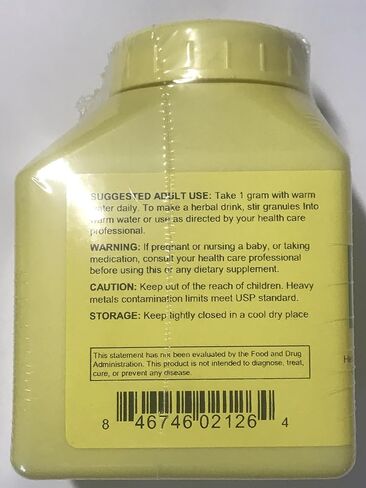 SUGGESTED ADULT USE: Take 1 gram with warm
water daily. To make a herbal drink, stir granules Into
warm water or use as directed by your health care
professional.
WARNING: If pregnant or nursing a baby, or taking
medication, consult your health care professional
before using this or any dietary supplement.
CAUTION: Keep out of the reach of children. Heavy
metals contamination limits meet USP standard.
STORAGE: Keep tightly closed in a cool dry place
This statement has not been evaluated by the Food and Drug
Administration. This product is not intended to diagnose, treat,
cure, or prevent any disease.
8 46746 02126 4